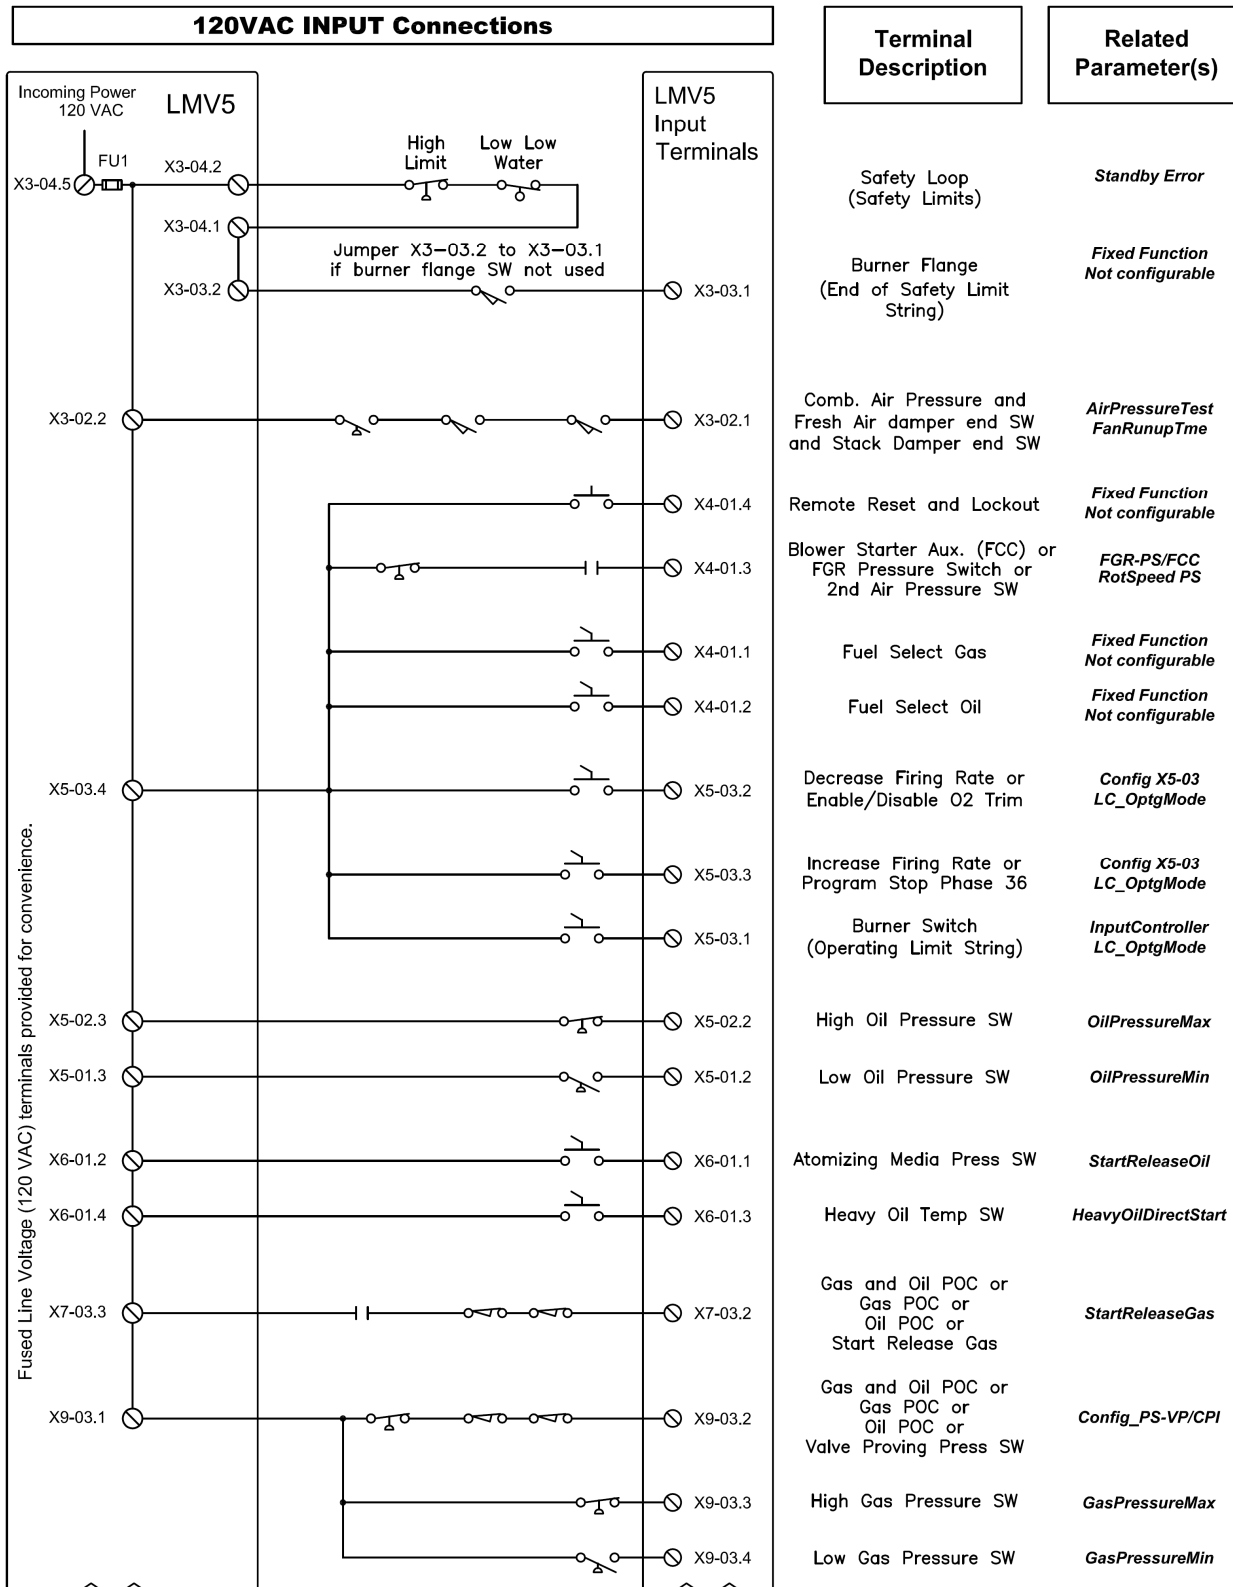 120VAC INPUT Connections
Terminal
Description
Related
Parameter(s)
Incoming Power
120 VAC
LMV5
LMV5
Input
Terminals
FU1
X3-04.5
X3-04.2
High
Limit
Low Low
Water
Safety Loop
(Safety Limits)
Standby Error
X3-04.1
Jumper X3-03.2 to X3-03.1
if burner flange SW not used
X3-03.2
X3-03.1
Burner Flange
(End of Safety Limit
String)
Fixed Function
Not configurable
X3-02.2
X3-02.1
Comb. Air Pressure and
Fresh Air damper end SW
and Stack Damper end SW
AirPressureTest
FanRunupTme
X4-01.4
Remote Reset and Lockout
Fixed Function
Not configurable
X4-01.3
Blower Starter Aux. (FCC) or
FGR Pressure Switch or
2nd Air Pressure SW
FGR-PS/FCC
RotSpeed PS
X4-01.1
Fuel Select Gas
Fixed Function
Not configurable
X4-01.2
Fuel Select Oil
Fixed Function
Not configurable
X5-03.4
X5-03.2
Decrease Firing Rate or
Enable/Disable O2 Trim
Config X5-03
LC_OptgMode
X5-03.3
Increase Firing Rate or
Program Stop Phase 36
Config X5-03
LC_OptgMode
X5-03.1
Burner Switch
(Operating Limit String)
InputController
LC_OptgMode
Fused Line Voltage (120 VAC) terminals provided for convenience.
X5-02.3
X5-02.2
High Oil Pressure SW
OilPressureMax
X5-01.3
X5-01.2
Low Oil Pressure SW
OilPressureMin
X6-01.2
X6-01.1
Atomizing Media Press SW
StartReleaseOil
X6-01.4
X6-01.3
Heavy Oil Temp SW
HeavyOilDirectStart
X7-03.3
X7-03.2
Gas and Oil POC or
Gas POC or
Oil POC or
Start Release Gas
StartReleaseGas
X9-03.1
X9-03.2
Gas and Oil POC or
Gas POC or
Oil POC or
Valve Proving Press SW
Config_PS-VP/CPI
X9-03.3
High Gas Pressure SW
GasPressureMax
X9-03.4
Low Gas Pressure SW
GasPressureMin